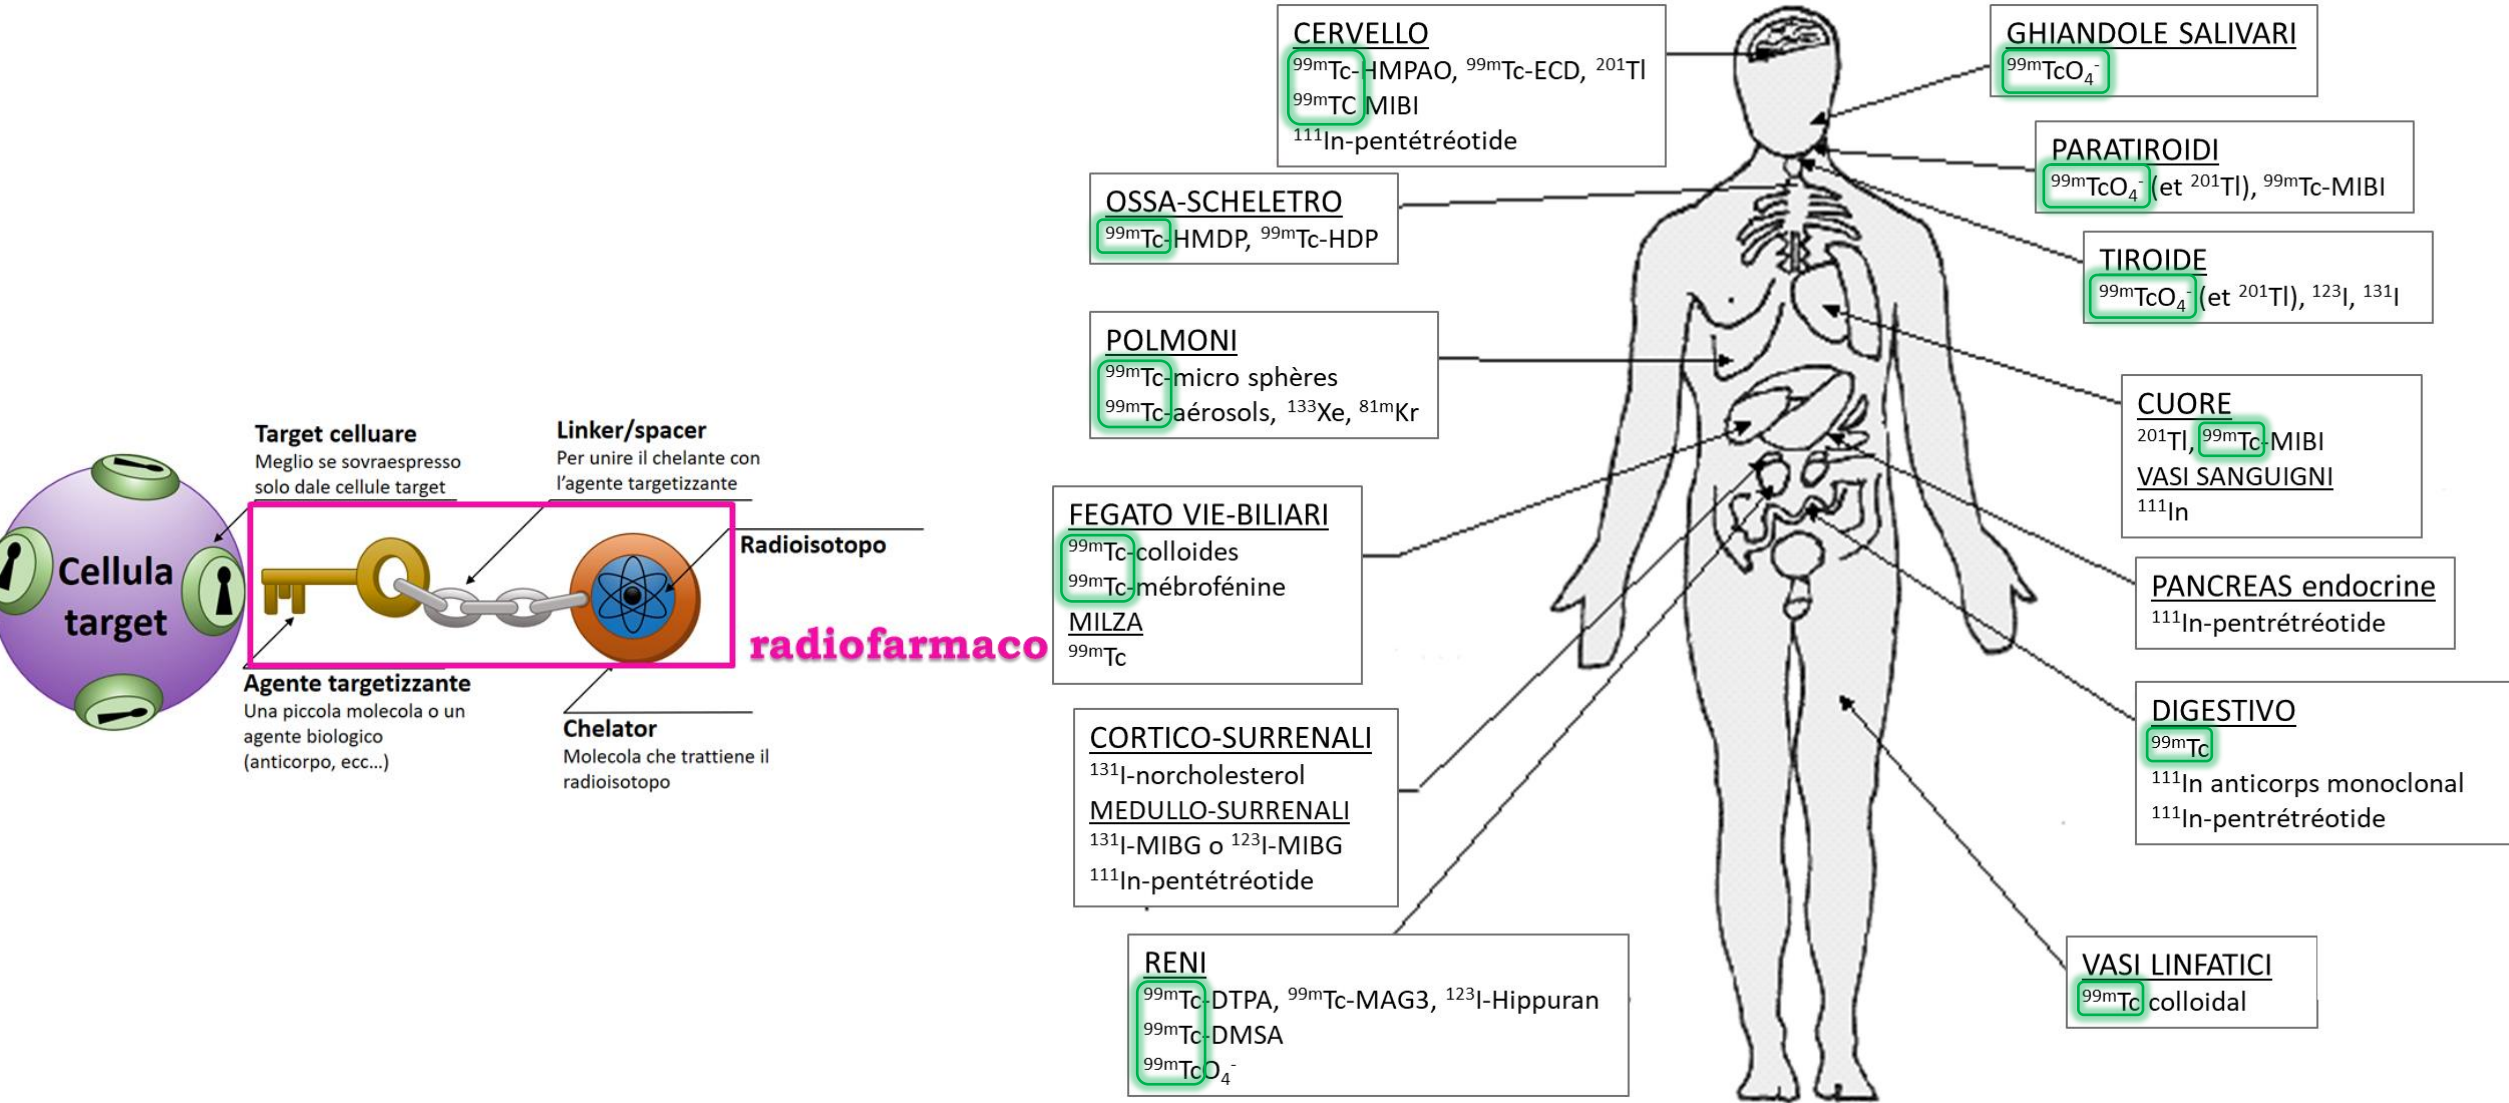 Target celluare
Meglio se sovraespresso
solo dale cellule target
Linker/spacer
Per unire il chelante con
l'agente targetizzante
Radioisotopo
Cellula
target
radiofarmaco
Agente targetizzante
Una piccola molecola o un
agente biologico
(anticorpo, ecc...)
Chelator
Molecola che trattiene il
radioisotopo
CERVELLO
⁹⁹ᵐTc-HMPAO, ⁹⁹ᵐTc-ECD, ²⁰¹Tl
⁹⁹ᵐTC MIBI
¹¹¹In-pentétréotide
OSSA-SCHELETRO
⁹⁹ᵐTc-HMDP, ⁹⁹ᵐTc-HDP
POLMONI
⁹⁹ᵐTc-micro sphères
⁹⁹ᵐTc-aérosols, ¹³³Xe, ⁸¹ᵐKr
FEGATO VIE-BILIARI
⁹⁹ᵐTc-colloides
⁹⁹ᵐTc-mébrofénine
MILZA
⁹⁹ᵐTc
CORTICO-SURRENALI
¹³¹I-norcholesterol
MEDULLO-SURRENALI
¹³¹I-MIBG o ¹²³I-MIBG
¹¹¹In-pentétréotide
RENI
⁹⁹ᵐTc-DTPA, ⁹⁹ᵐTc-MAG3, ¹²³I-Hippuran
⁹⁹ᵐTc-DMSA
⁹⁹ᵐTcO₄⁻
GHIANDOLE SALIVARI
⁹⁹ᵐTcO₄⁻
PARATIROIDI
⁹⁹ᵐTcO₄⁻ (et ²⁰¹Tl), ⁹⁹ᵐTc-MIBI
TIROIDE
⁹⁹ᵐTcO₄⁻ (et ²⁰¹Tl), ¹²³I, ¹³¹I
CUORE
²⁰¹Tl, ⁹⁹ᵐTc-MIBI
VASI SANGUIGNI
¹¹¹In
PANCREAS endocrine
¹¹¹In-pentrétréotide
DIGESTIVO
⁹⁹ᵐTc
¹¹¹In anticorps monoclonal
¹¹¹In-pentrétréotide
VASI LINFATICI
⁹⁹ᵐTc colloidal